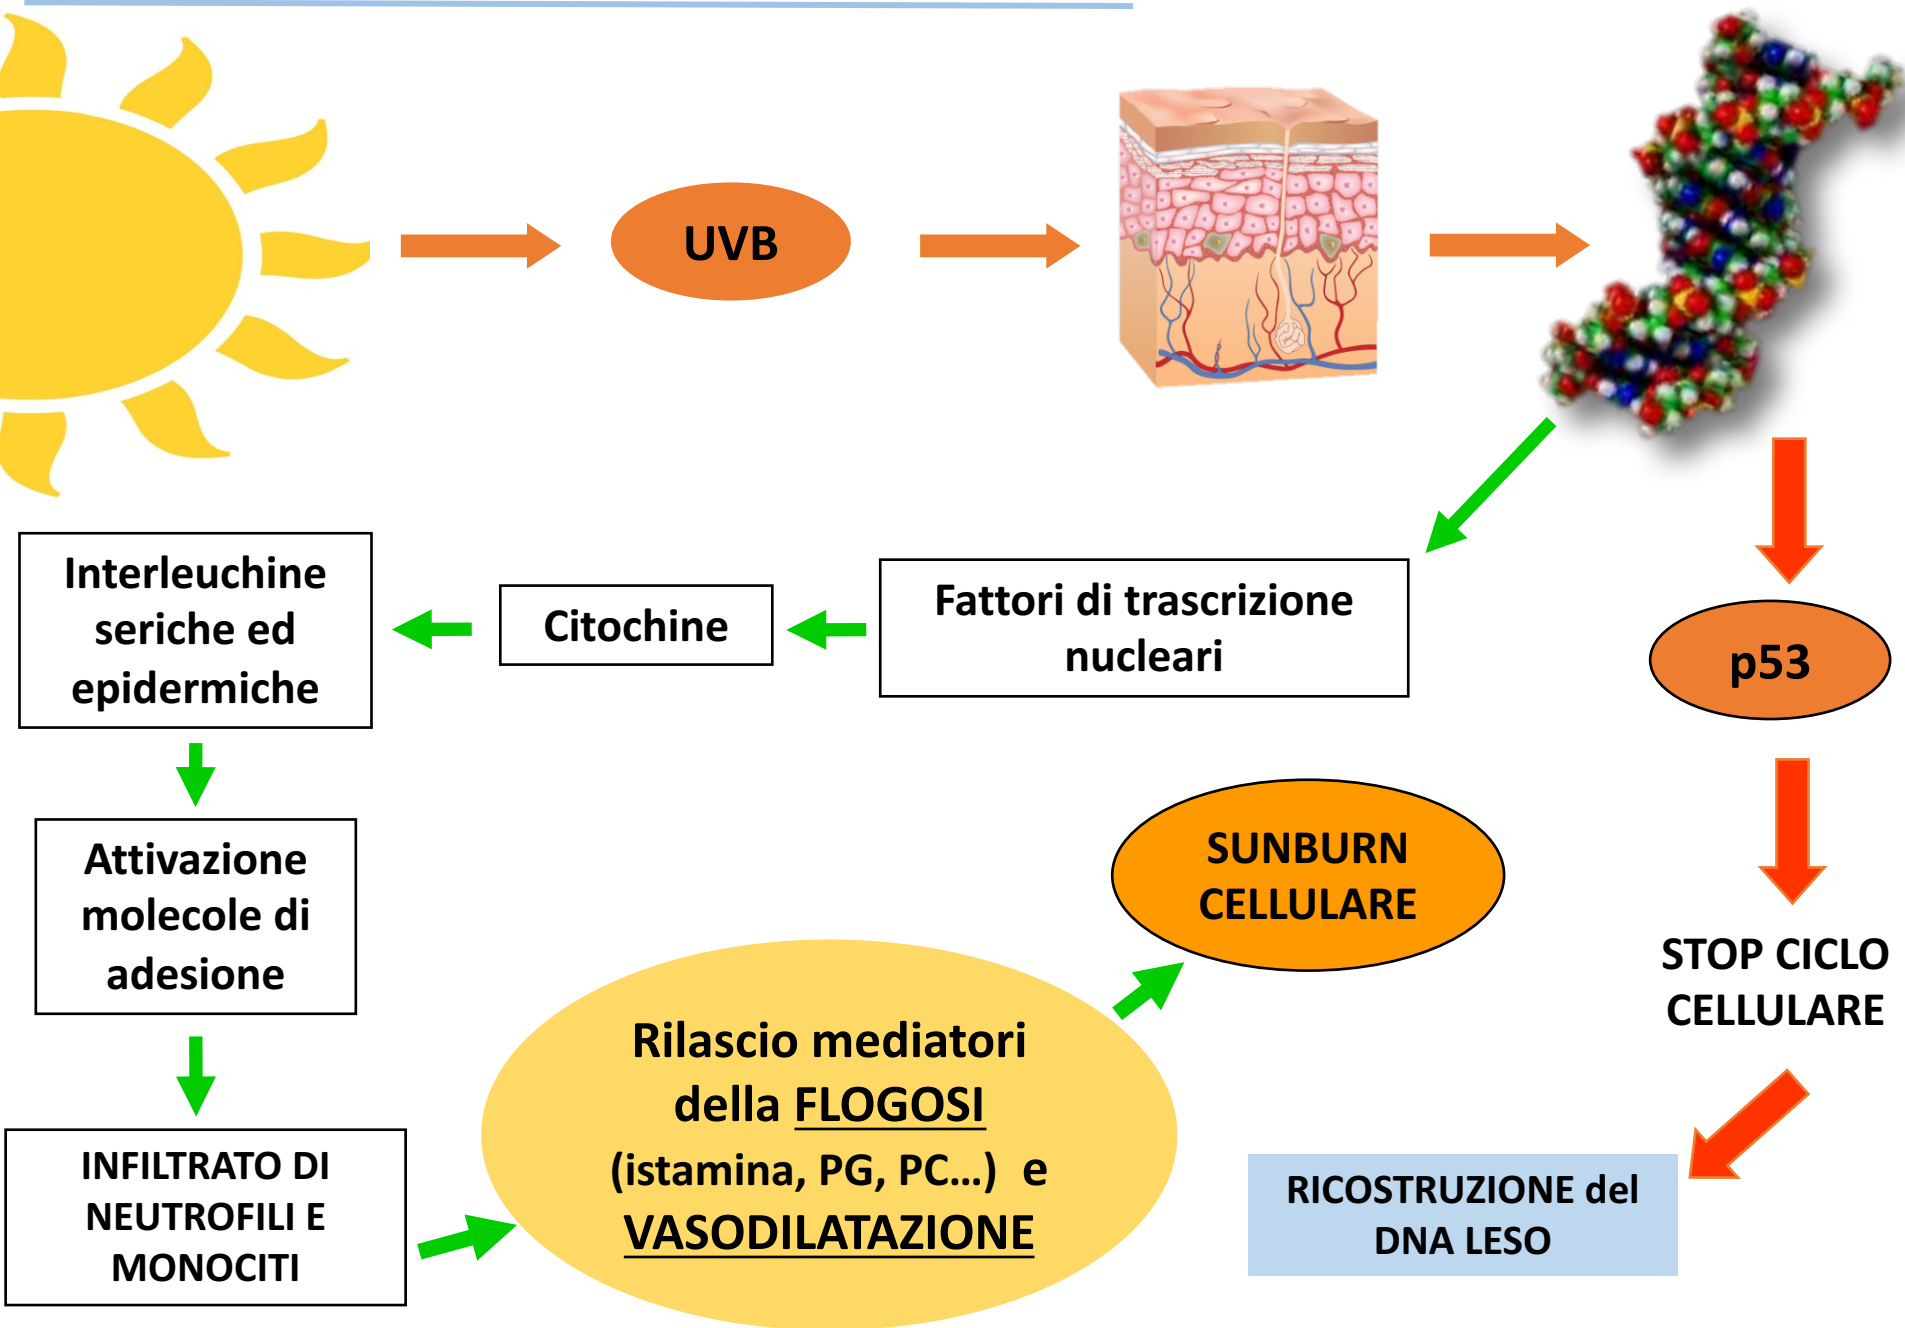 UVB
Fattori di trascrizione
nucleari
Citochine
Interleuchine
seriche ed
epidermiche
Attivazione
molecole di
adesione
INFILTRATO DI
NEUTROFILI E
MONOCITI
Rilascio mediatori
della FLOGOSI
(istamina, PG, PC...) e
VASODILATAZIONE
SUNBURN
CELLULARE
p53
STOP CICLO
CELLULARE
RICOSTRUZIONE del
DNA LESO